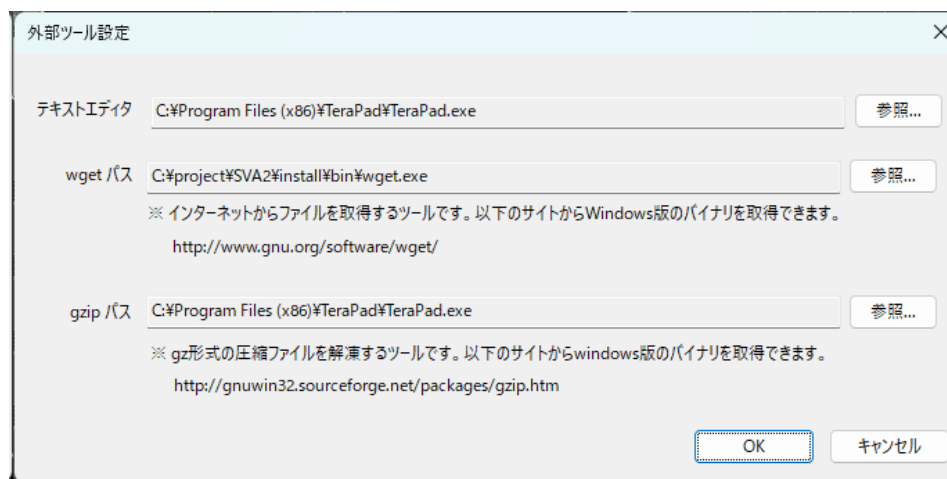 外部ツール設定
テキストエディタ C:¥Program Files (x86)¥TeraPad¥TeraPad.exe 参照...
wget パス C:¥project¥SVA2¥install¥bin¥wget.exe 参照...
※ インターネットからファイルを取得するツールです。以下のサイトからWindows版のバイナリを取得できます。
http://www.gnu.org/software/wget/
gzip パス C:¥Program Files (x86)¥TeraPad¥TeraPad.exe 参照...
※ gz形式の圧縮ファイルを解凍するツールです。以下のサイトからwindows版のバイナリを取得できます。
http://gnuwin32.sourceforge.net/packages/gzip.htm
OK キャンセル